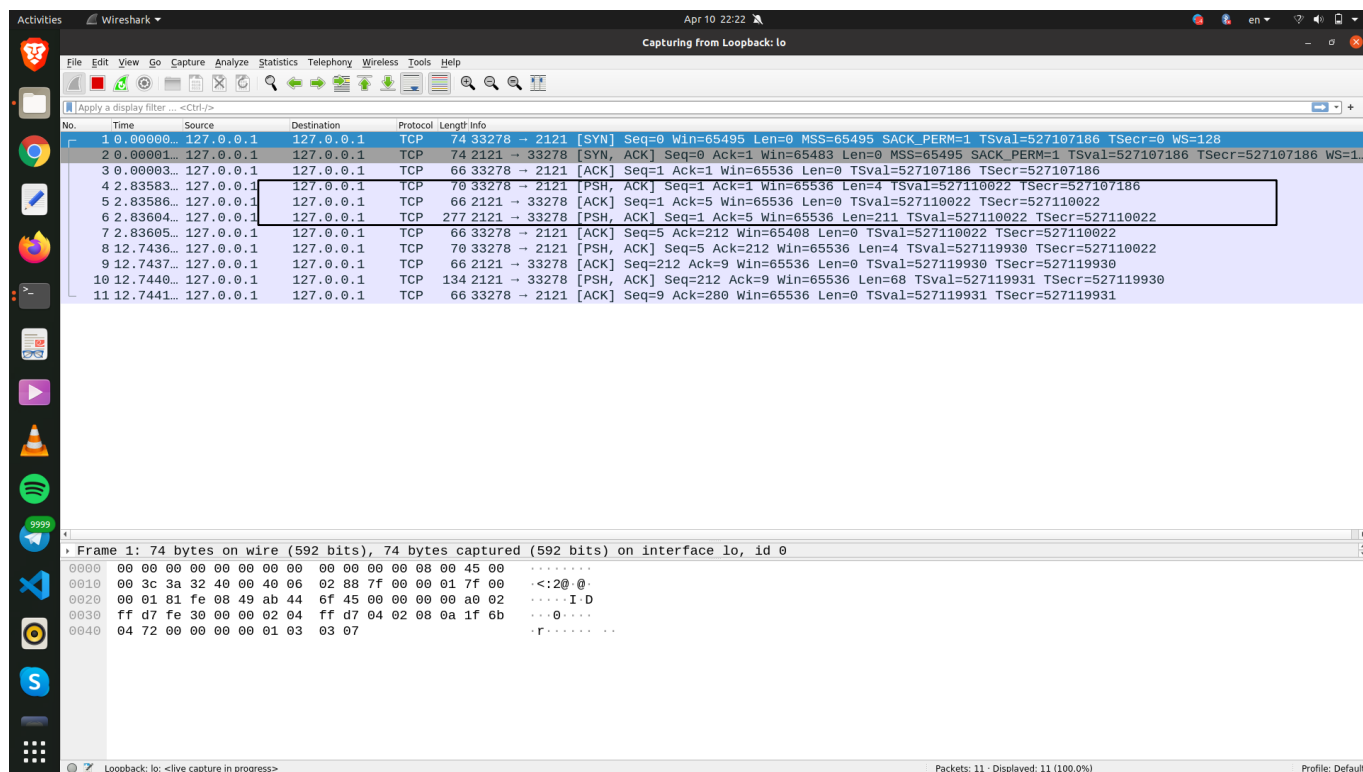 Activities Wireshark Apr 10 22:22 en
Capturing from Loopback: lo
File Edit View Go Capture Analyze Statistics Telephony Wireless Tools Help
Apply a display filter ... <Ctrl-/>
No. Time Source Destination Protocol Length Info
1 0.00000… 127.0.0.1 127.0.0.1 TCP 74 33278 → 2121 [SYN] Seq=0 Win=65495 Len=0 MSS=65495 SACK_PERM=1 TSval=527107186 TSecr=0 WS=128
2 0.00001… 127.0.0.1 127.0.0.1 TCP 74 2121 → 33278 [SYN, ACK] Seq=0 Ack=1 Win=65483 Len=0 MSS=65495 SACK_PERM=1 TSval=527107186 TSecr=527107186 WS=1…
3 0.00003… 127.0.0.1 127.0.0.1 TCP 66 33278 → 2121 [ACK] Seq=1 Ack=1 Win=65536 Len=0 TSval=527107186 TSecr=527107186
4 2.83583… 127.0.0.1 127.0.0.1 TCP 70 33278 → 2121 [PSH, ACK] Seq=1 Ack=1 Win=65536 Len=4 TSval=527110022 TSecr=527107186
5 2.83586… 127.0.0.1 127.0.0.1 TCP 66 2121 → 33278 [ACK] Seq=1 Ack=5 Win=65536 Len=0 TSval=527110022 TSecr=527110022
6 2.83604… 127.0.0.1 127.0.0.1 TCP 277 2121 → 33278 [PSH, ACK] Seq=1 Ack=5 Win=65536 Len=211 TSval=527110022 TSecr=527110022
7 2.83605… 127.0.0.1 127.0.0.1 TCP 66 33278 → 2121 [ACK] Seq=5 Ack=212 Win=65408 Len=0 TSval=527110022 TSecr=527110022
8 12.7436… 127.0.0.1 127.0.0.1 TCP 70 33278 → 2121 [PSH, ACK] Seq=5 Ack=212 Win=65536 Len=4 TSval=527119930 TSecr=527110022
9 12.7437… 127.0.0.1 127.0.0.1 TCP 66 2121 → 33278 [ACK] Seq=212 Ack=9 Win=65536 Len=0 TSval=527119930 TSecr=527119930
10 12.7440… 127.0.0.1 127.0.0.1 TCP 134 2121 → 33278 [PSH, ACK] Seq=212 Ack=9 Win=65536 Len=68 TSval=527119931 TSecr=527119930
11 12.7441… 127.0.0.1 127.0.0.1 TCP 66 33278 → 2121 [ACK] Seq=9 Ack=280 Win=65536 Len=0 TSval=527119931 TSecr=527119931
9999
Frame 1: 74 bytes on wire (592 bits), 74 bytes captured (592 bits) on interface lo, id 0
0000 00 00 00 00 00 00 00 00 00 00 00 00 08 00 45 00 ········
0010 00 3c 3a 32 40 00 40 06 02 88 7f 00 00 01 7f 00 ·<:2@·@·
0020 00 01 81 fe 08 49 ab 44 6f 45 00 00 00 00 a0 02 ·····I·D
0030 ff d7 fe 30 00 00 02 04 ff d7 04 02 08 0a 1f 6b ···0····
0040 04 72 00 00 00 00 01 03 03 07 ·r······ ··
Loopback: lo: <live capture in progress> Packets: 11 · Displayed: 11 (100.0%) Profile: Default